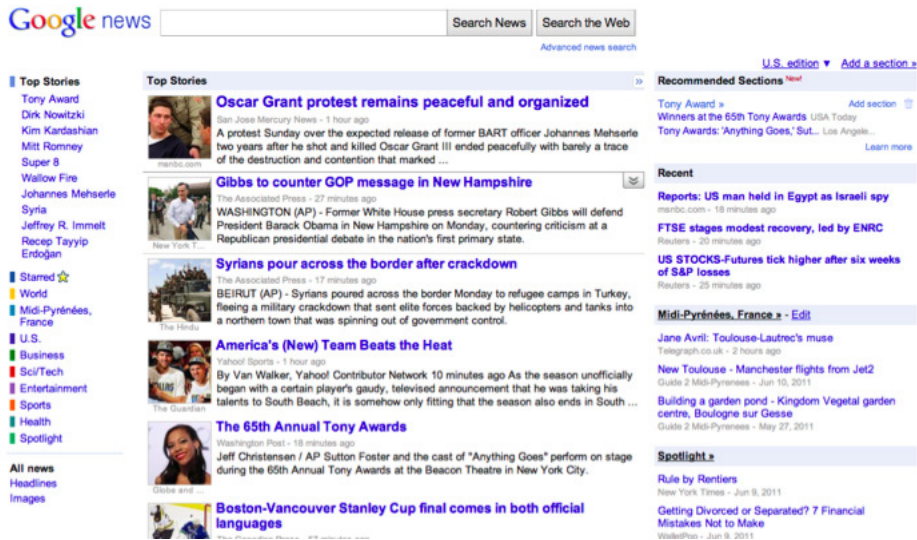 Google news
Search News
Search the Web
Advanced news search
U.S. edition ▼ Add a section »
Top Stories
Tony Award
Dirk Nowitzki
Kim Kardashian
Mitt Romney
Super 8
Wallow Fire
Johannes Mehserle
Syria
Jeffrey R. Immelt
Recep Tayyip
Erdoğan
Starred
World
Midi-Pyrénées,
France
U.S.
Business
Sci/Tech
Entertainment
Sports
Health
Spotlight
All news
Headlines
Images
Top Stories »
Oscar Grant protest remains peaceful and organized
San Jose Mercury News - 1 hour ago
A protest Sunday over the expected release of former BART officer Johannes Mehserle
two years after he shot and killed Oscar Grant III ended peacefully with barely a trace
of the destruction and contention that marked ...
msnbc.com
Gibbs to counter GOP message in New Hampshire
The Associated Press - 27 minutes ago
WASHINGTON (AP) - Former White House press secretary Robert Gibbs will defend
President Barack Obama in New Hampshire on Monday, countering criticism at a
Republican presidential debate in the nation's first primary state.
New York T...
Syrians pour across the border after crackdown
The Associated Press - 17 minutes ago
BEIRUT (AP) - Syrians poured across the border Monday to refugee camps in Turkey,
fleeing a military crackdown that sent elite forces backed by helicopters and tanks into
a northern town that was spinning out of government control.
The Hindu
America's (New) Team Beats the Heat
Yahoo! Sports - 1 hour ago
By Van Walker, Yahoo! Contributor Network 10 minutes ago As the season unofficially
began with a certain player's gaudy, televised announcement that he was taking his
talents to South Beach, it is somehow only fitting that the season also ends in South ...
The Guardian
The 65th Annual Tony Awards
Washington Post - 18 minutes ago
Jeff Christensen / AP Sutton Foster and the cast of "Anything Goes" perform on stage
during the 65th Annual Tony Awards at the Beacon Theatre in New York City.
Globe and ...
Boston-Vancouver Stanley Cup final comes in both official
languages
The Canadian Press - 57 minutes ago
Recommended Sections New!
Tony Award » Add section
Winners at the 65th Tony Awards USA Today
Tony Awards: 'Anything Goes,' Sut... Los Angele...
Learn more
Recent
Reports: US man held in Egypt as Israeli spy
msnbc.com - 18 minutes ago
FTSE stages modest recovery, led by ENRC
Reuters - 20 minutes ago
US STOCKS-Futures tick higher after six weeks
of S&P losses
Reuters - 25 minutes ago
Midi-Pyrénées, France » - Edit
Jane Avril: Toulouse-Lautrec's muse
Telegraph.co.uk - 2 hours ago
New Toulouse - Manchester flights from Jet2
Guide 2 Midi-Pyrenees - Jun 10, 2011
Building a garden pond - Kingdom Vegetal garden
centre, Boulogne sur Gesse
Guide 2 Midi-Pyrenees - May 27, 2011
Spotlight »
Rule by Rentiers
New York Times - Jun 9, 2011
Getting Divorced or Separated? 7 Financial
Mistakes Not to Make
WalletPop - Jun 9, 2011